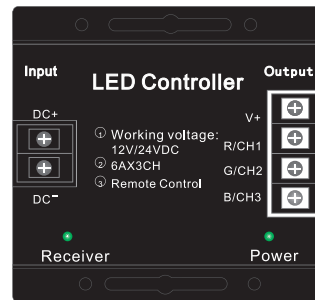 Input
LED Controller
Output
DC+
DC-
① Working voltage:
12V/24VDC
② 6AX3CH
③ Remote Control
V+
R/CH1
G/CH2
B/CH3
Receiver
Power